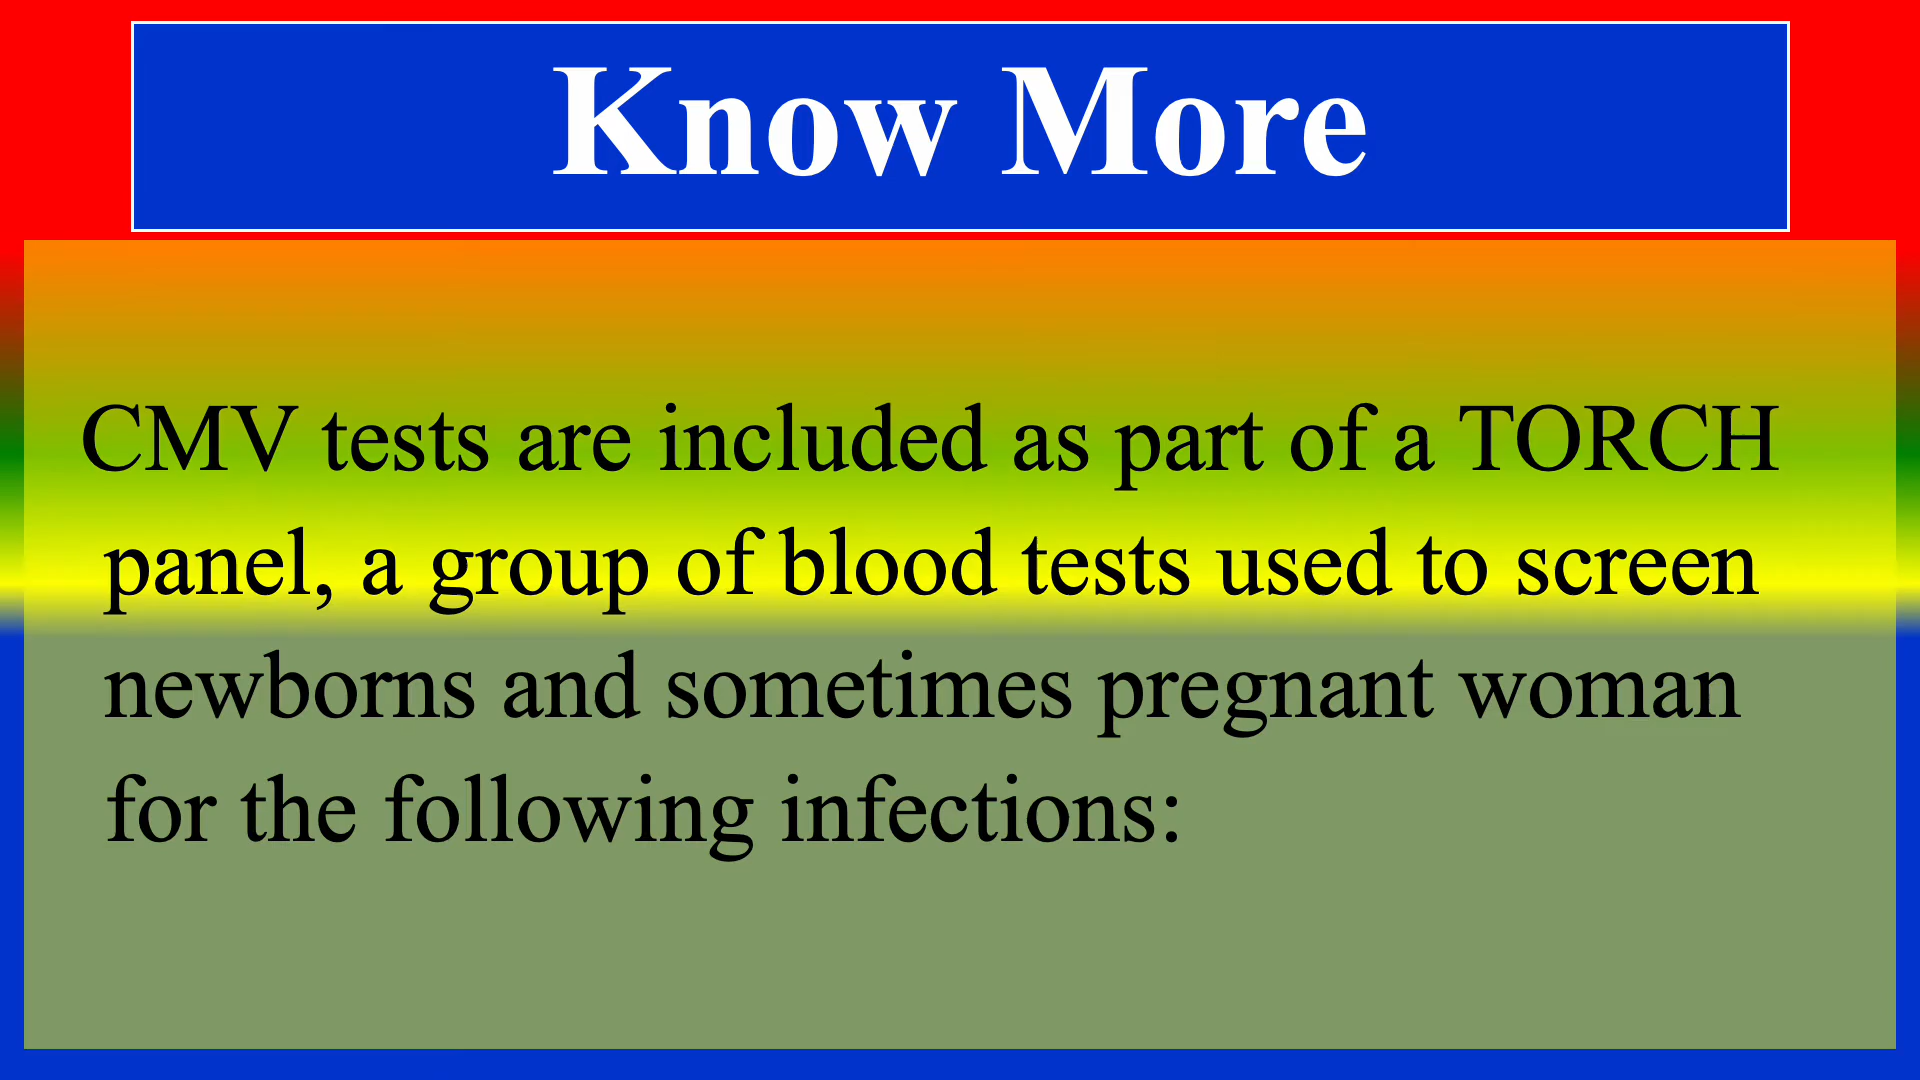 Know More
CMV tests are included as part of a TORCH
panel, a group of blood tests used to screen
newborns and sometimes pregnant woman
for the following infections: